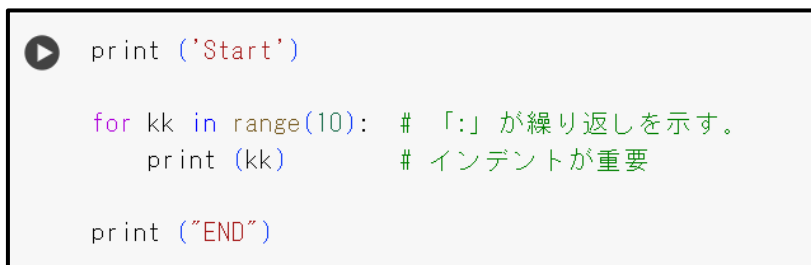 print ('Start')
for kk in range(10): # 「:」が繰り返しを示す。
print (kk) # インデントが重要
print ("END")